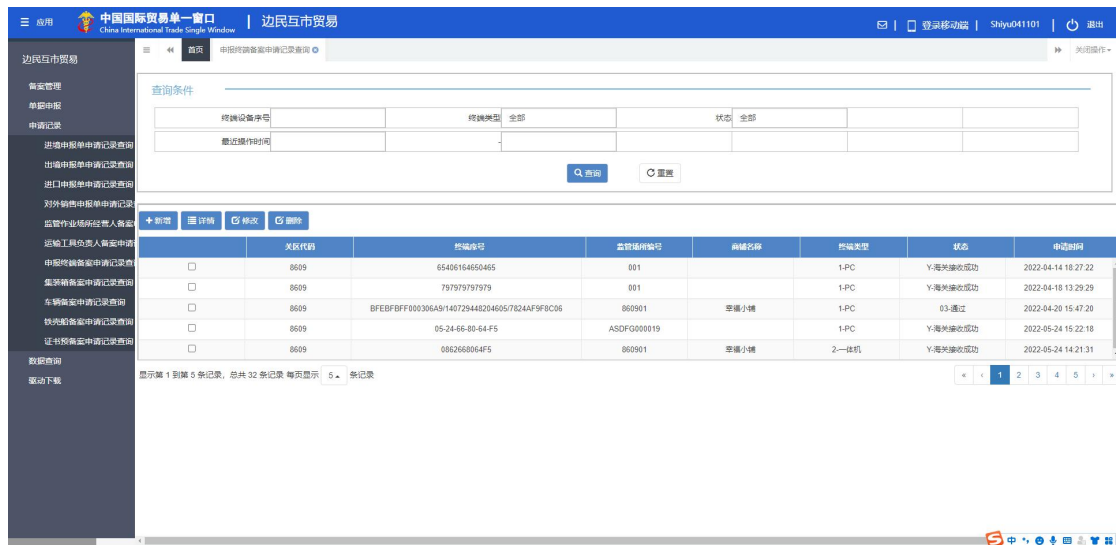 应用 中国国际贸易单一窗口 边民互市贸易 登录移动端 Shiyu041101 退出
China International Trade Single Window
边民互市贸易
首页 申报终端备案申请记录查询 关闭操作
备案管理
单据申报
申请记录
进境申报单申请记录查询
出境申报单申请记录查询
进口申报单申请记录查询
对外销售申报单申请记录
监管作业场所经营人备案
运输工具负责人备案申请
申报终端备案申请记录查
集装箱备案申请记录查询
车辆备案申请记录查询
铁壳船备案申请记录查询
证书预备案申请记录查询
数据查询
驱动下载
查询条件
终端设备序号 终端类型 全部 状态 全部
最近操作时间 -
查询 重置
新增 详情 修改 删除
关区代码 终端序号 监管场所编号 商铺名称 终端类型 状态 申请时间
8609 65406164650465 001 1-PC Y-海关接收成功 2022-04-14 18:27:22
8609 797979797979 001 1-PC Y-海关接收成功 2022-04-18 13:29:29
8609 BFEBFBFF000306A9/140729448204605/7824AF9F8C06 860901 幸福小铺 1-PC 03-通过 2022-04-20 15:47:20
8609 05-24-66-80-64-F5 ASDFG000019 1-PC Y-海关接收成功 2022-05-24 15:22:18
8609 0862668064F5 860901 幸福小铺 2-一体机 Y-海关接收成功 2022-05-24 14:21:31
显示第 1 到第 5 条记录，总共 32 条记录 每页显示 5 条记录
« ‹ 1 2 3 4 5 › »
中